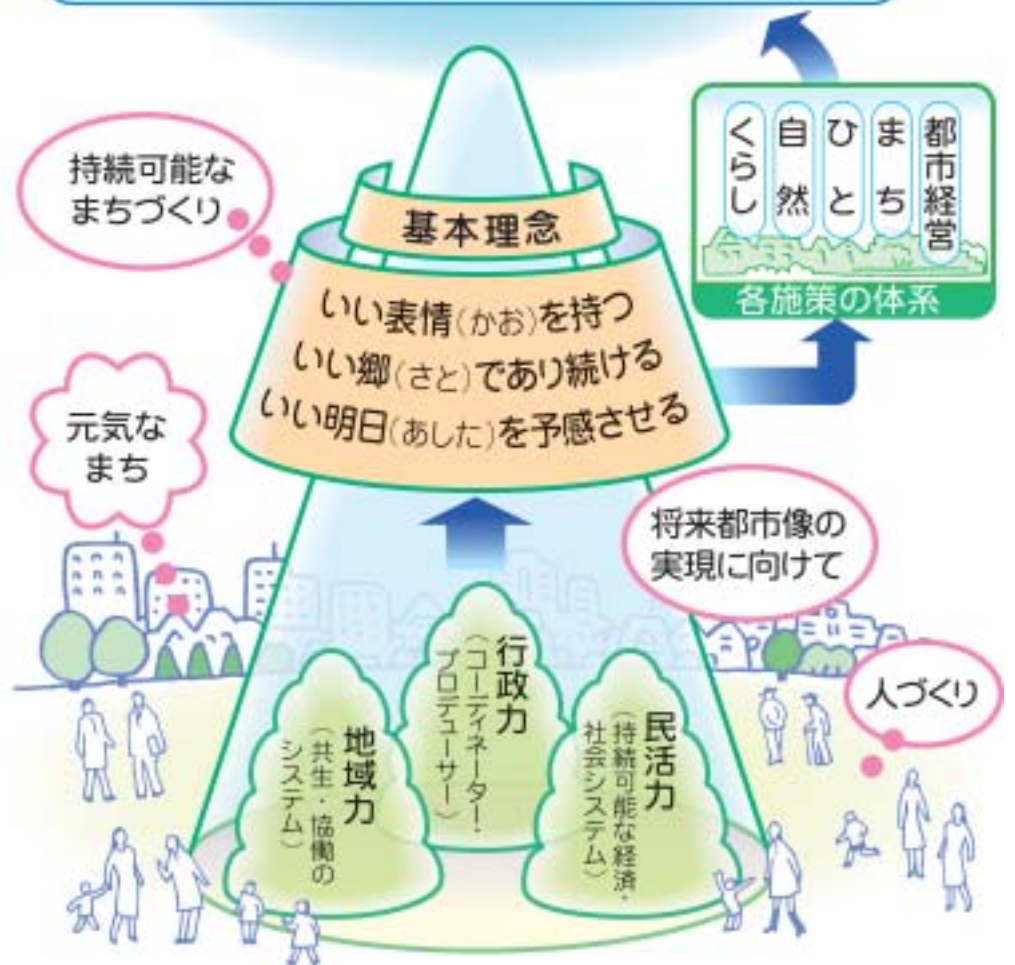 くらし
自然
ひと
まち
都市経営
各施策の体系
持続可能な
まちづくり
基本理念
いい表情(かお)を持つ
いい郷(さと)であり続ける
いい明日(あした)を予感させる
元気な
まち
将来都市像の
実現に向けて
人づくり
行政力
(コーディネーター・
プロデューサー)
地域力
(共生・協働の
システム)
民活力
(持続可能な経済・
社会システム)